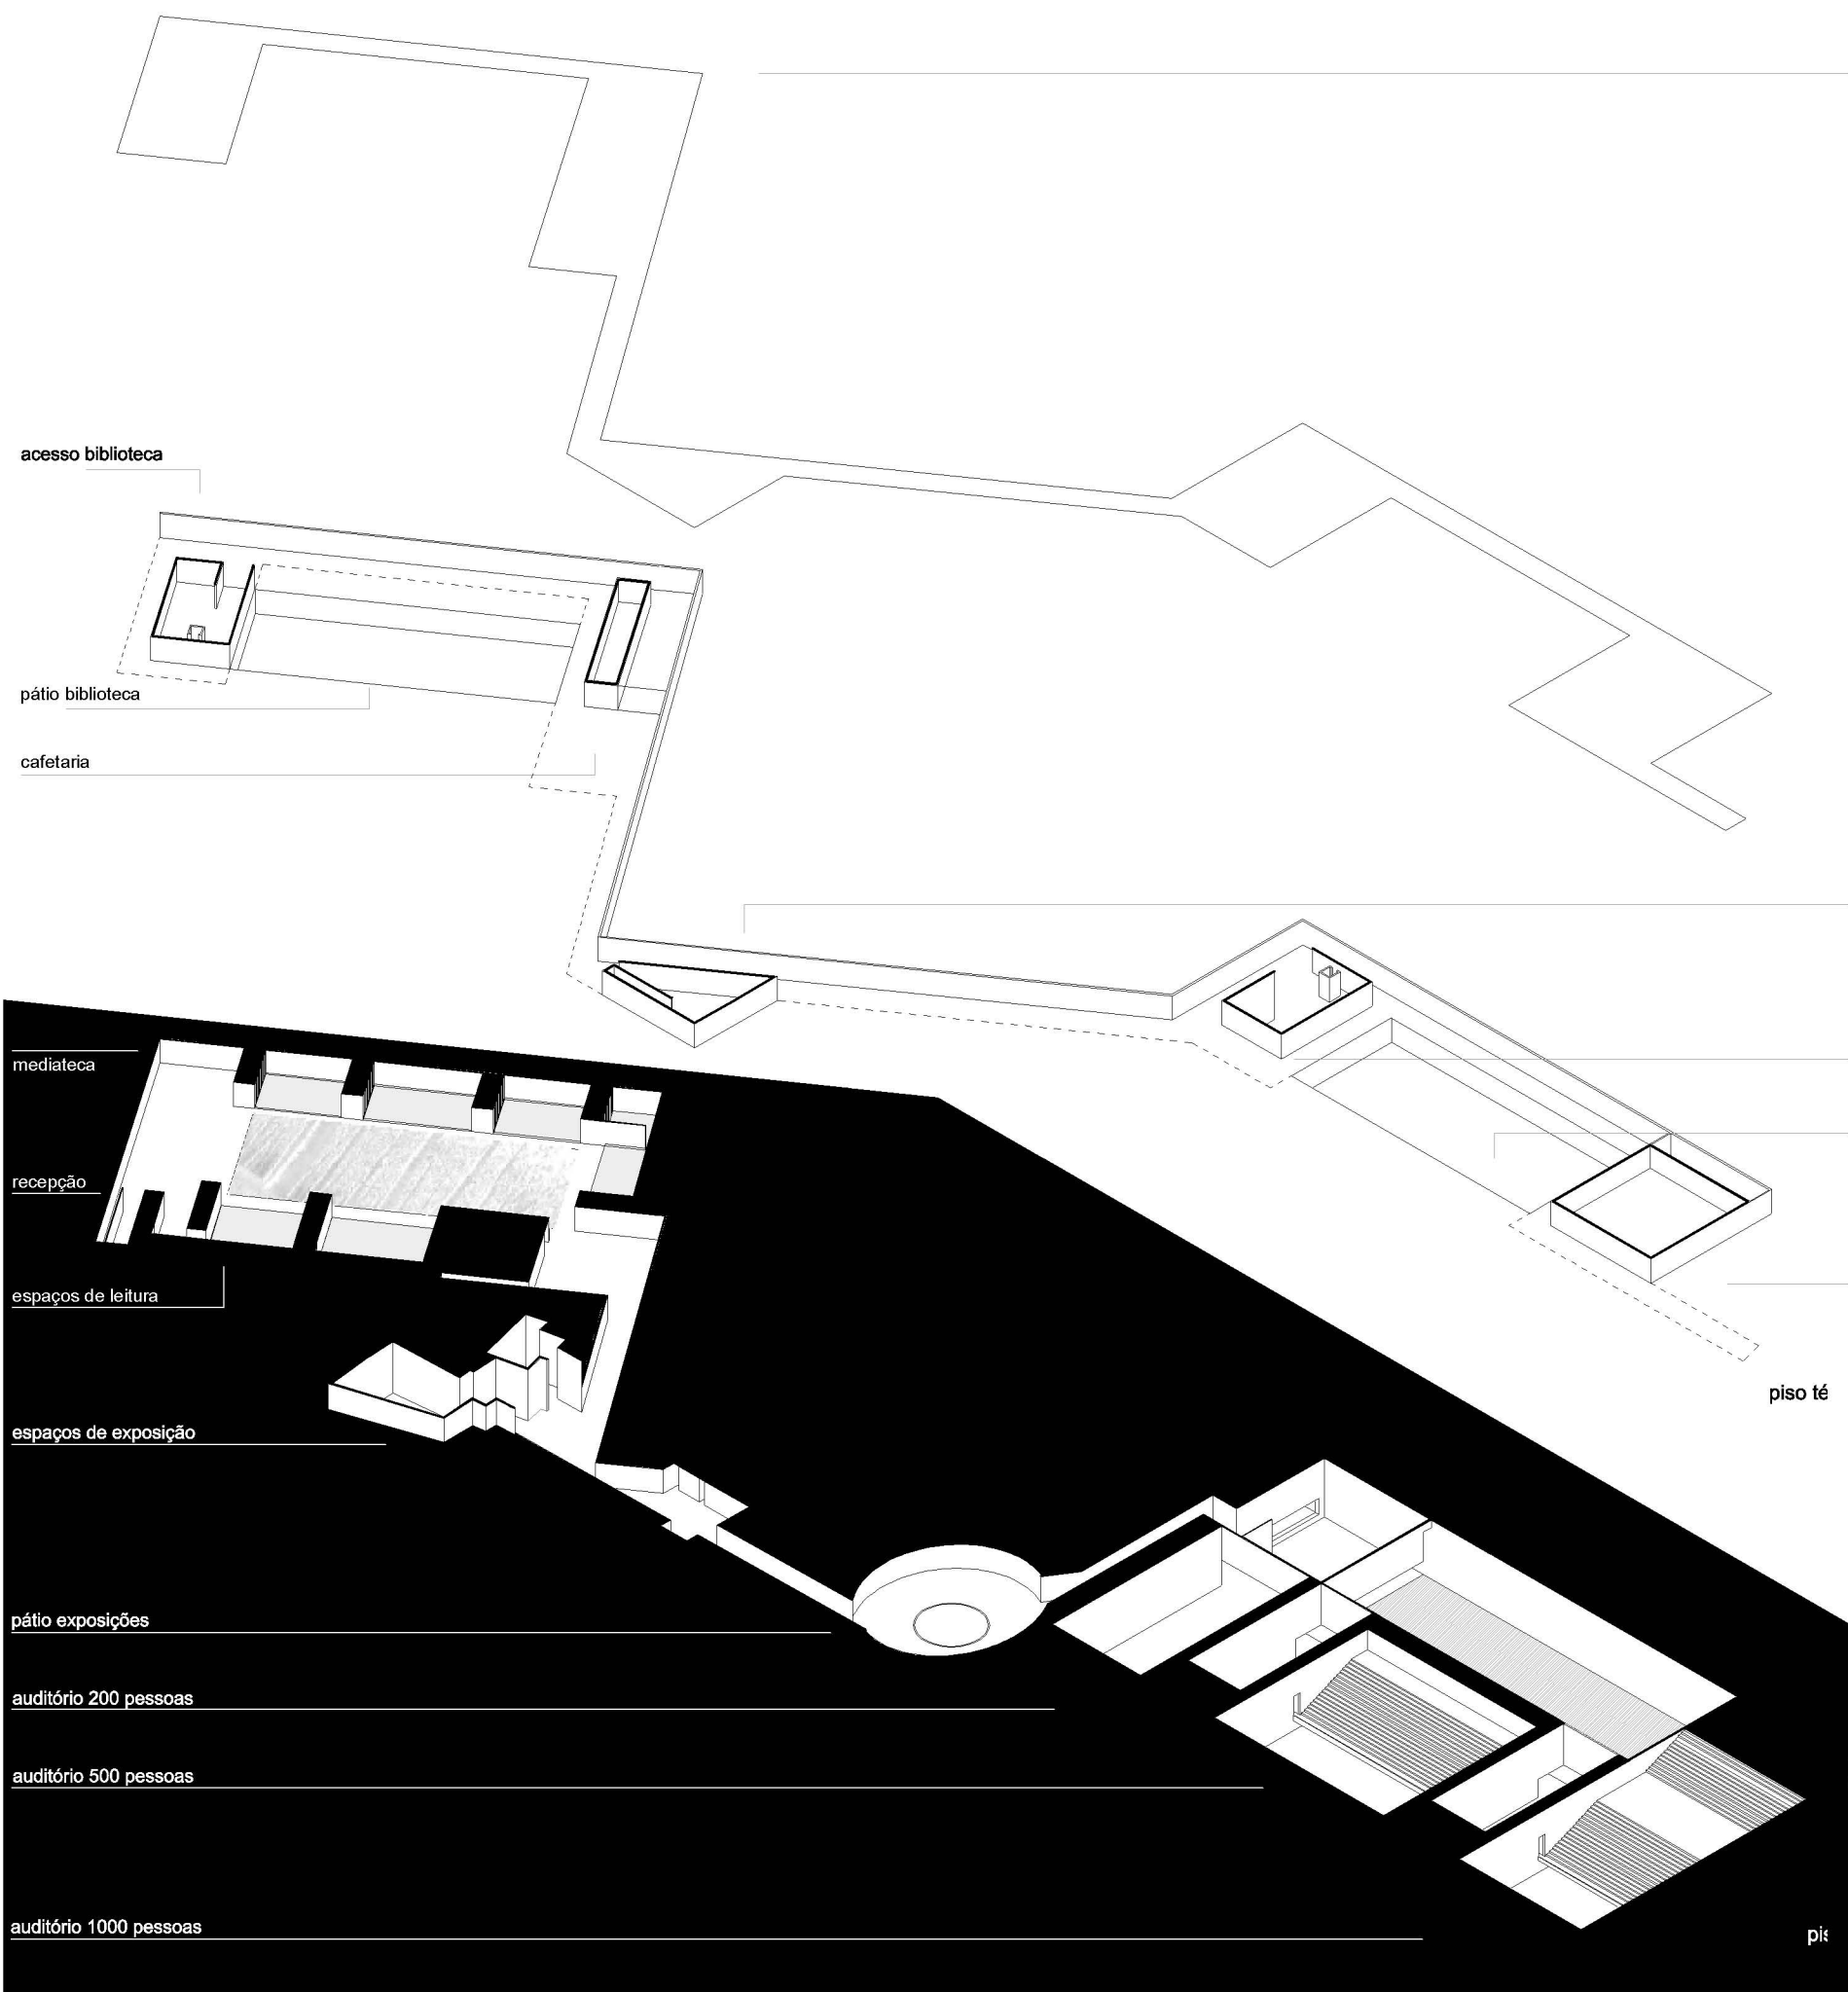 acesso biblioteca
pátio biblioteca
cafetaria
mediateca
recepção
espaços de leitura
piso
espaços de exposição
pátio exposições
auditório 200 pessoas
auditório 500 pessoas
auditório 1000 pessoas